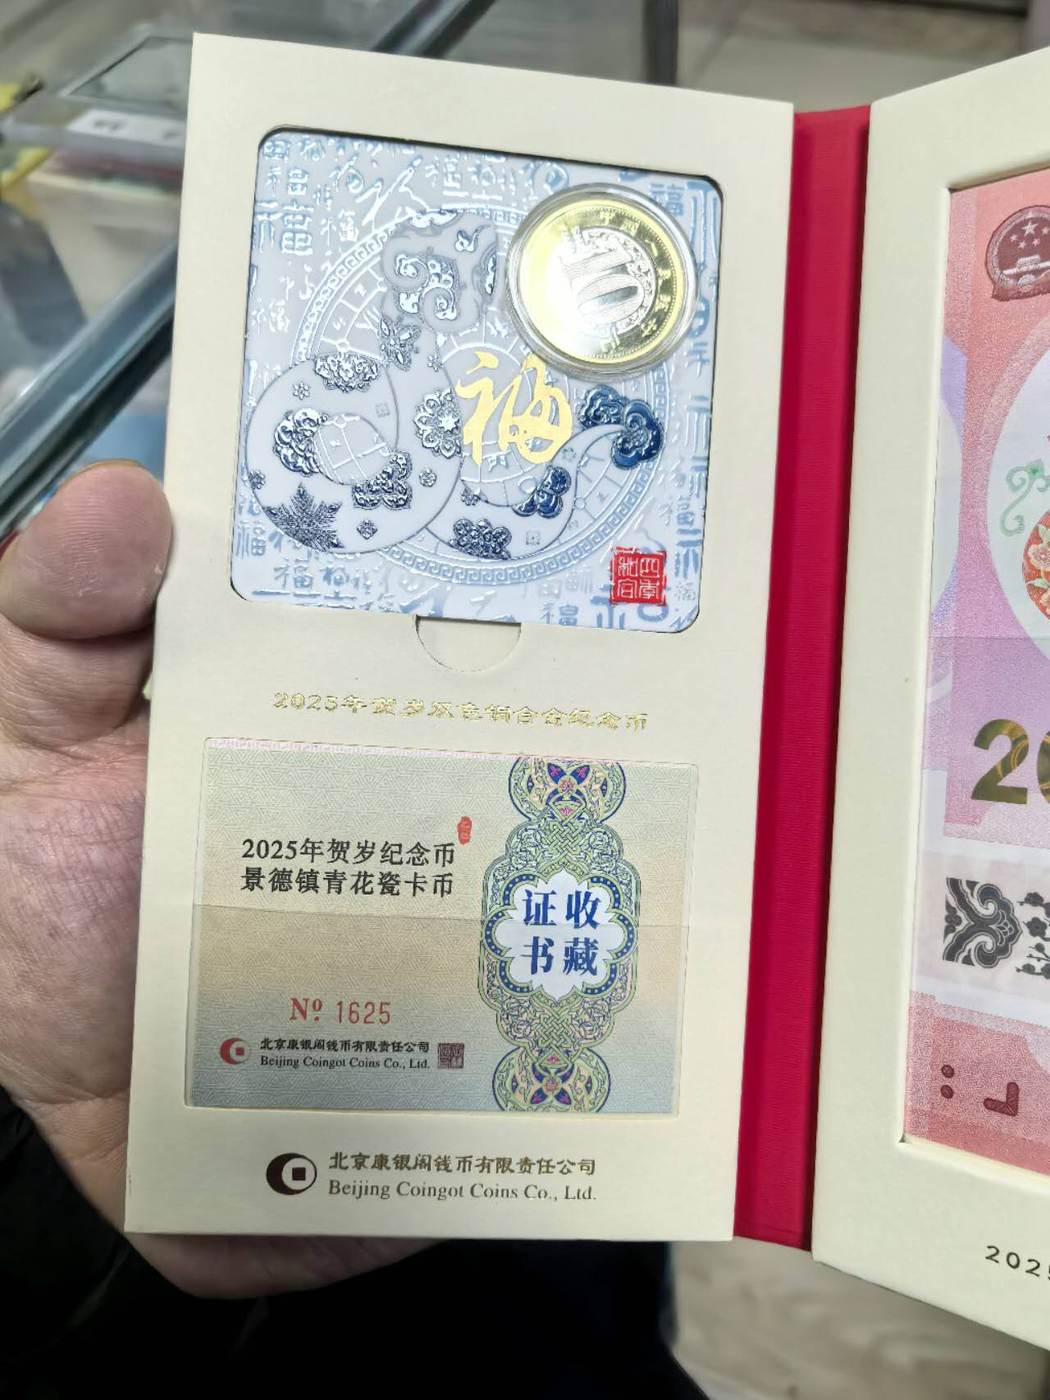 福
10
2025年贺岁双色铜合金纪念币
2025年贺岁纪念币
景德镇青花瓷卡币
证收
书藏
Nº 1625
北京康银阁钱币有限责任公司
Beijing Coingot Coins Co., Ltd.
北京康银阁钱币有限责任公司
Beijing Coingot Coins Co., Ltd.
20
2025